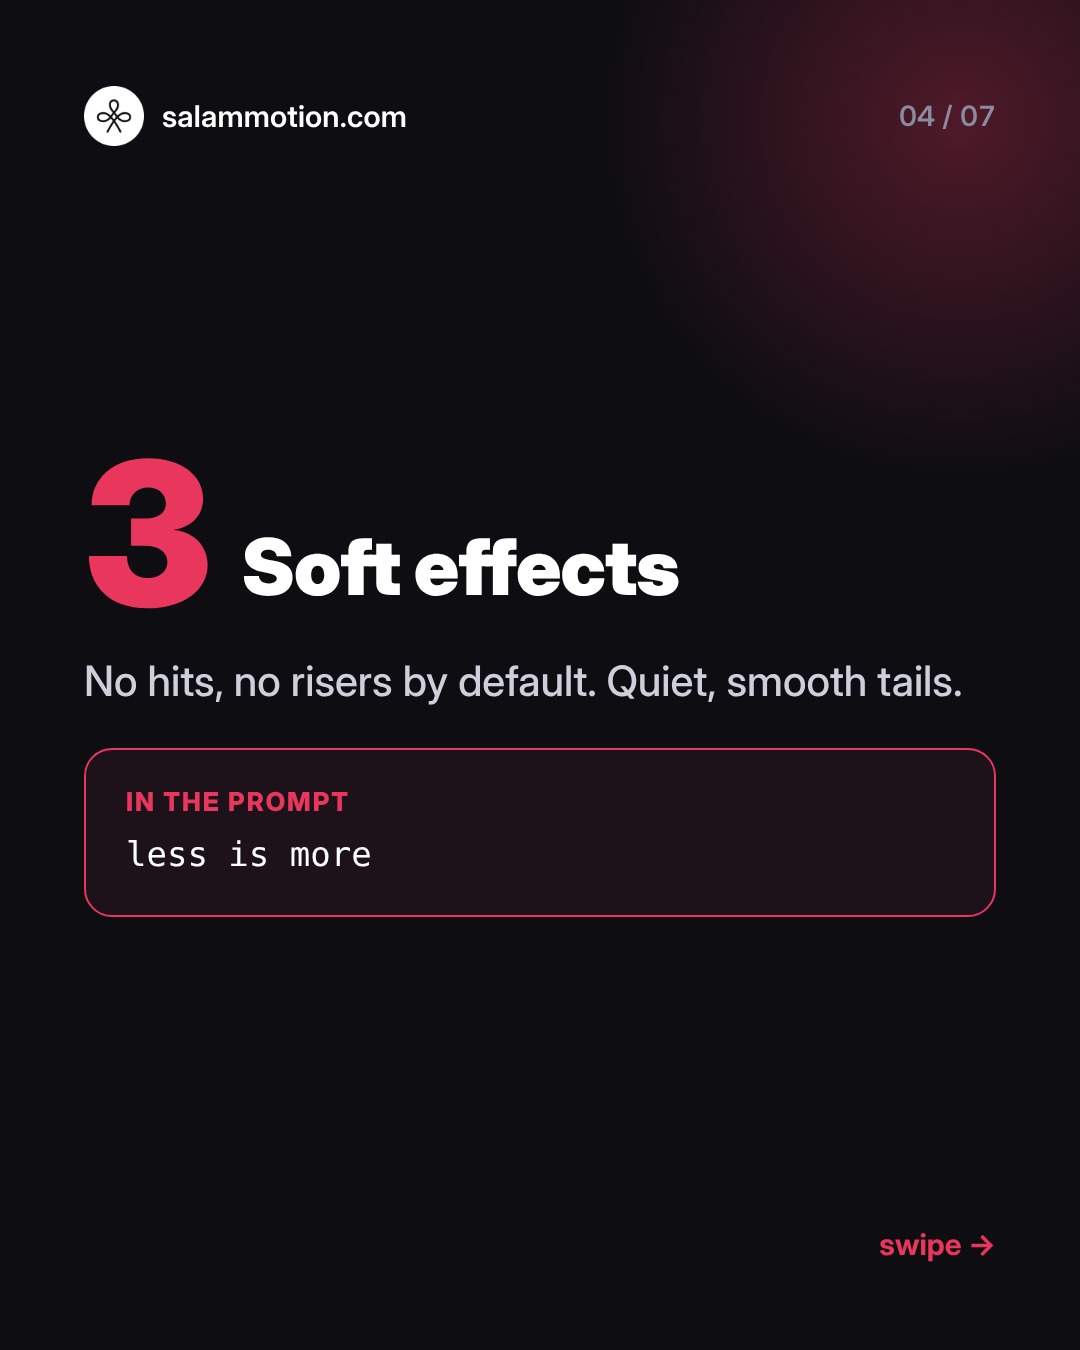 salammotion.com
04 / 07
3 Soft effects
No hits, no risers by default. Quiet, smooth tails.
IN THE PROMPT
less is more
swipe →